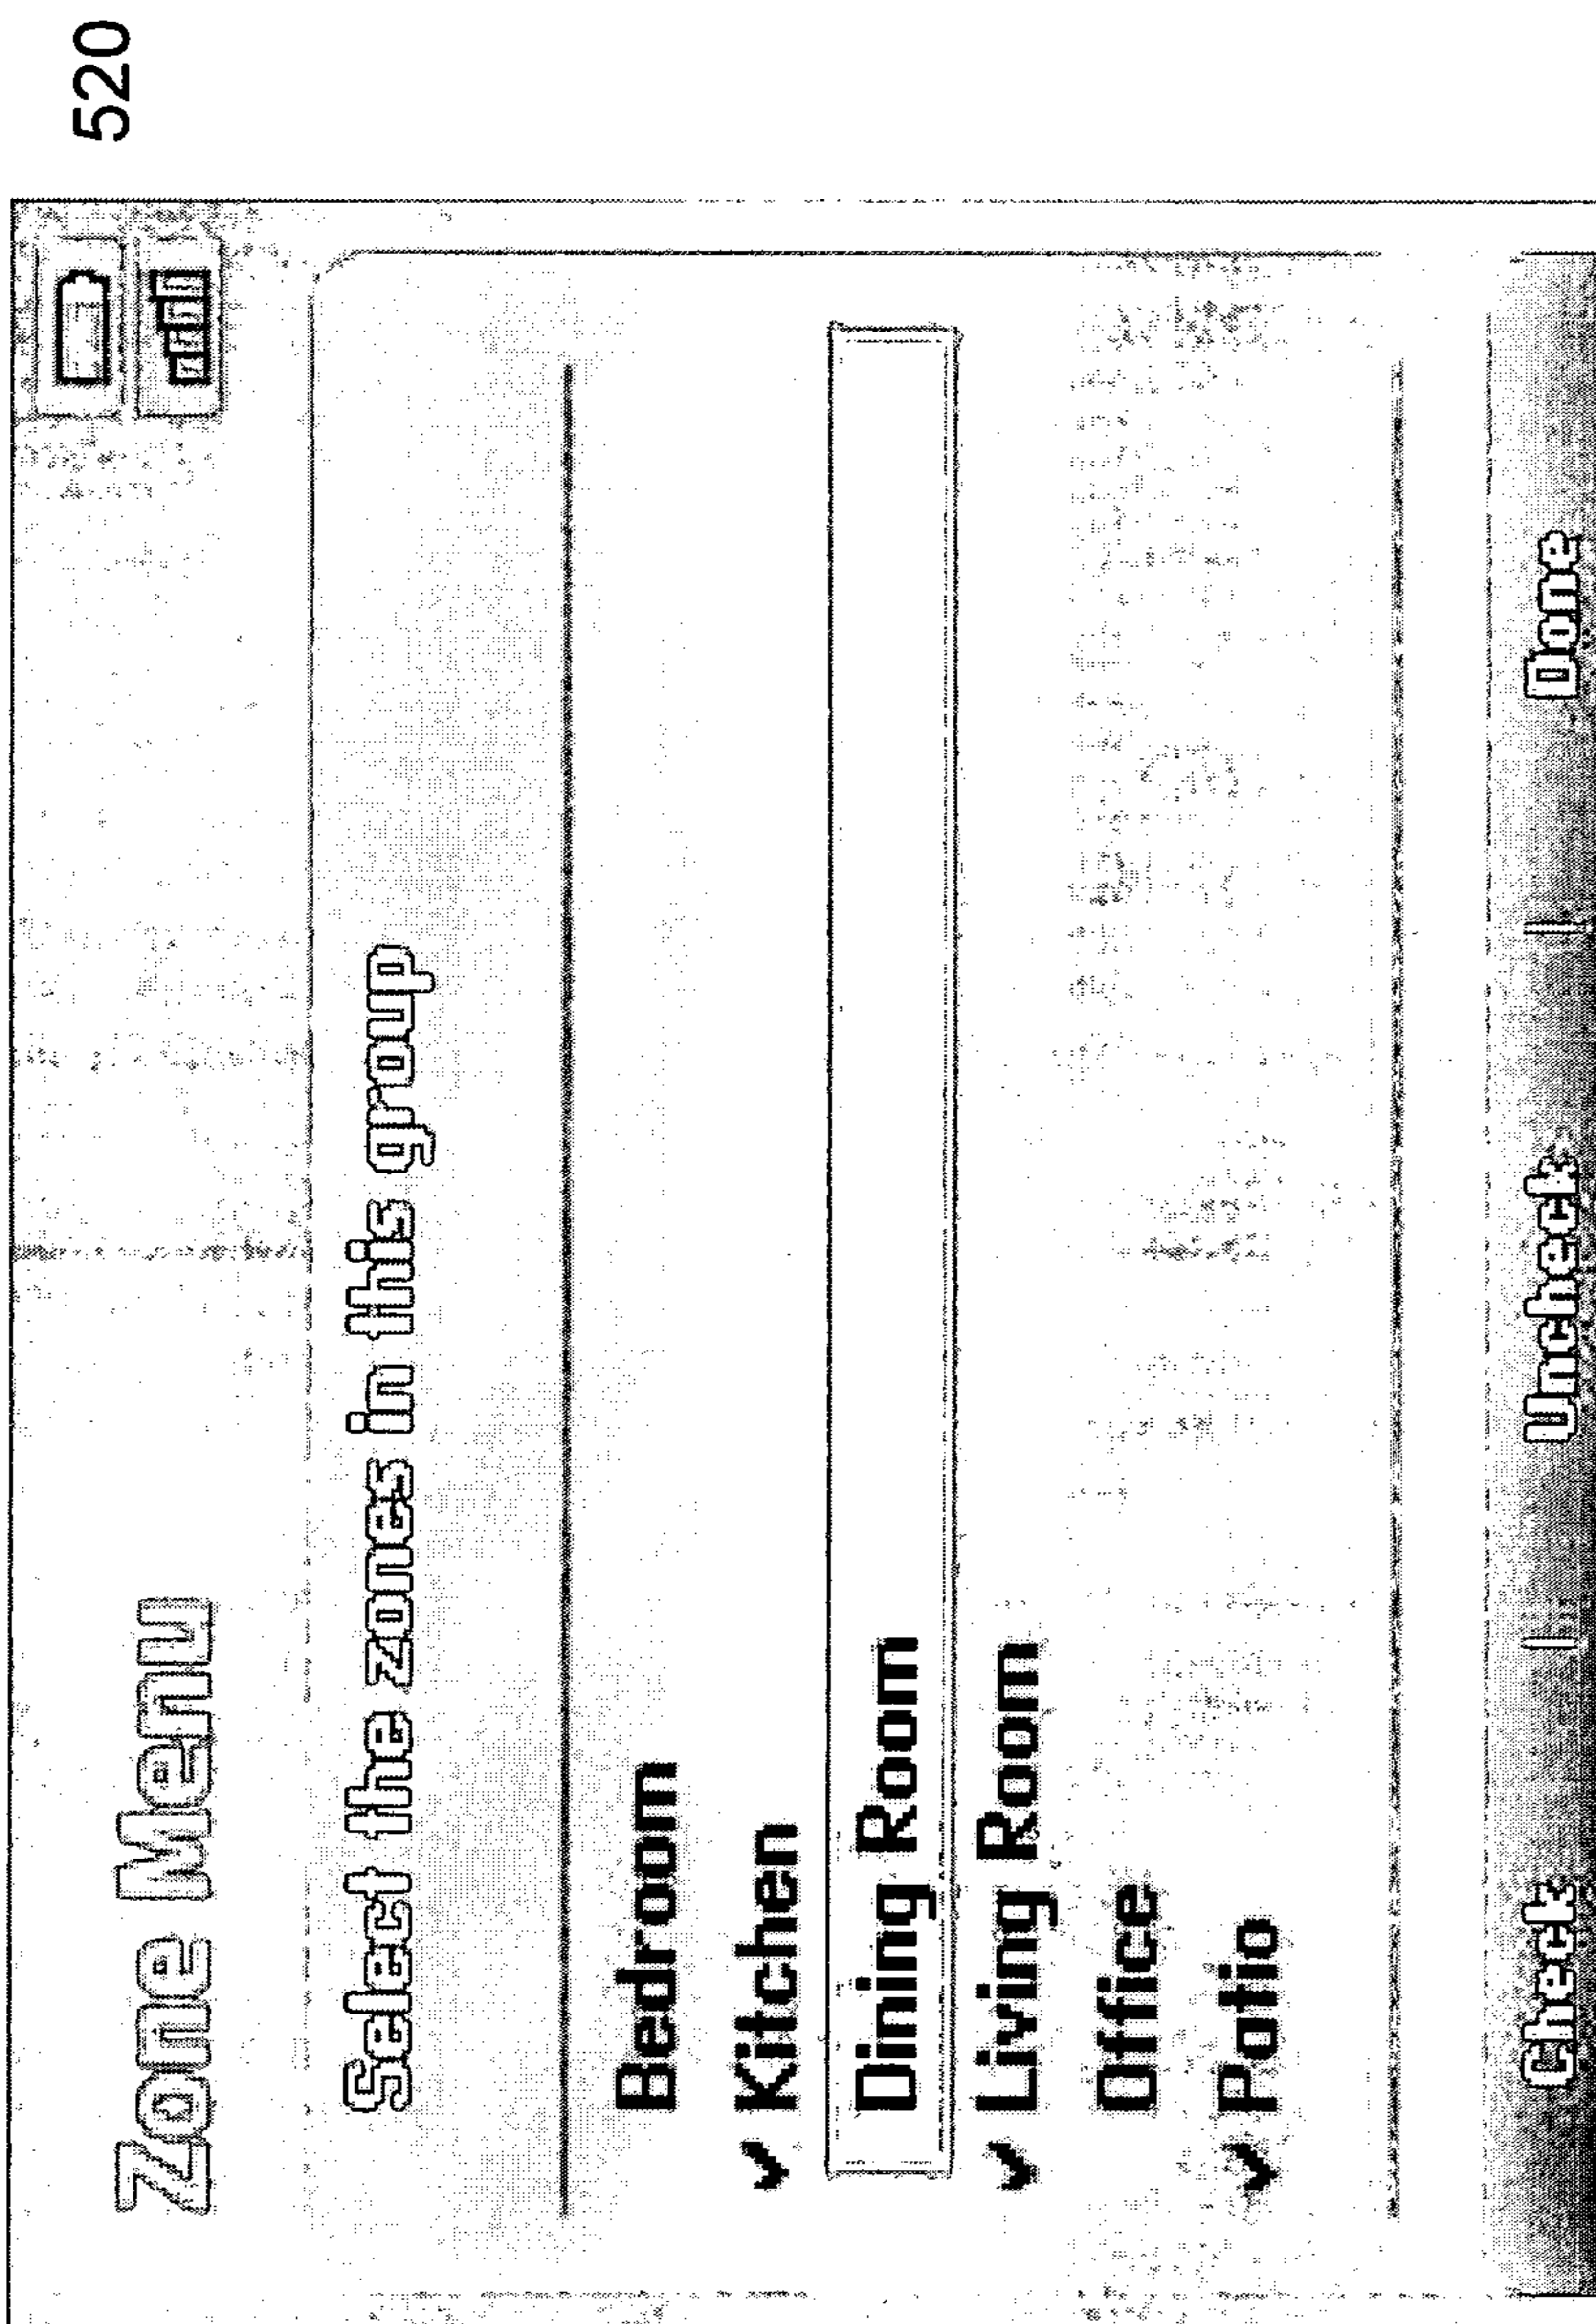 520
Zone Menu
Select the zones in this group
Bedroom
✓ Kitchen
Dining Room
✓ Living Room
Office
✓ Patio
Check | Uncheck | Done